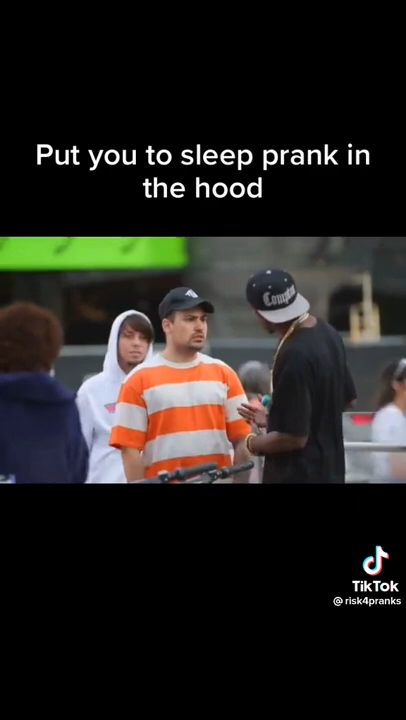 Put you to sleep prank in
the hood
Compton
TikTok
@risk4pranks